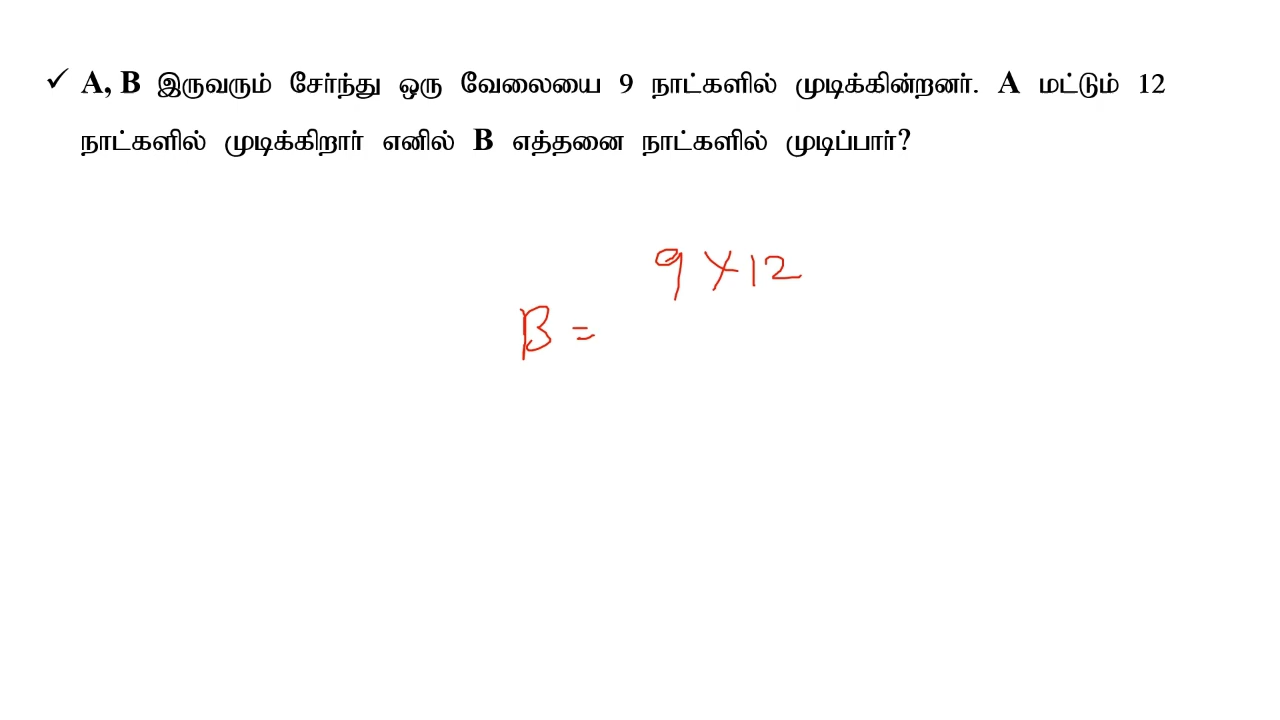 ✓ A, B இருவரும் சேர்ந்து ஒரு வேலையை 9 நாட்களில் முடிக்கின்றனர். A மட்டும் 12
நாட்களில் முடிக்கிறார் எனில் B எத்தனை நாட்களில் முடிப்பார்?
9 × 12
B =